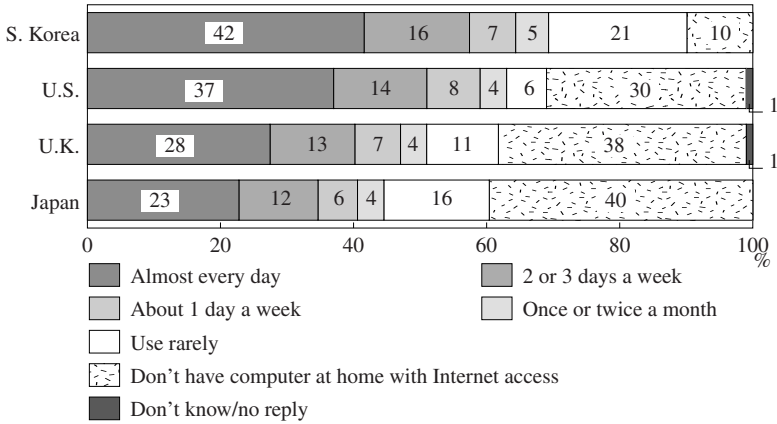 S. Korea 42 16 7 5 21 10
U.S. 37 14 8 4 6 30 1
U.K. 28 13 7 4 11 38 1
Japan 23 12 6 4 16 40
0 20 40 60 80 100
%
Almost every day 2 or 3 days a week
About 1 day a week Once or twice a month
Use rarely
Don't have computer at home with Internet access
Don't know/no reply